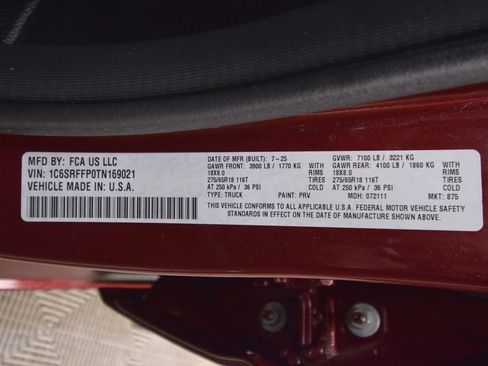 MFD BY: FCA US LLC
VIN: 1C6SRFFP0TN169021
VEHICLE MADE IN U.S.A.
DATE OF MFR (BUILT): 7-25 GVWR: 7100 LB / 3221 KG
GAWR FRONT: 3900 LB / 1770 KG GAWR REAR: 4100 LB / 1860 KG
18X8.0 RIMS 18X8.0 RIMS
275/65R18 116T TIRES 275/65R18 116T TIRES
AT 250 kPa / 36 PSI COLD AT 250 kPa / 36 PSI COLD
TYPE: TRUCK PAINT: PRV MDH: 072111 MKT: 875
THIS VEHICLE CONFORMS TO ALL APPLICABLE U.S.A. FEDERAL MOTOR VEHICLE SAFETY
STANDARDS IN EFFECT ON THE DATE OF MANUFACTURE SHOWN ABOVE.